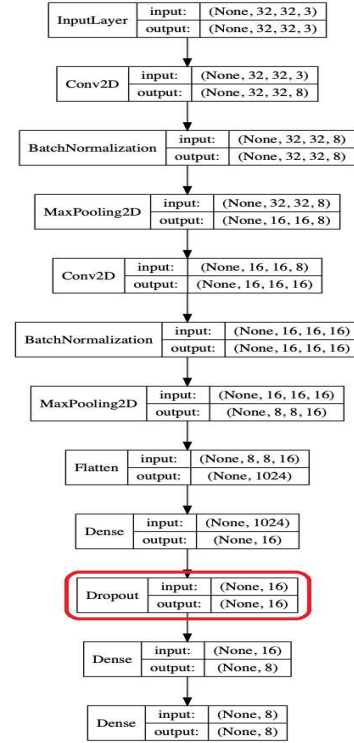 InputLayer input: (None, 32, 32, 3)
output: (None, 32, 32, 3)
Conv2D input: (None, 32, 32, 3)
output: (None, 32, 32, 8)
BatchNormalization input: (None, 32, 32, 8)
output: (None, 32, 32, 8)
MaxPooling2D input: (None, 32, 32, 8)
output: (None, 16, 16, 8)
Conv2D input: (None, 16, 16, 8)
output: (None, 16, 16, 16)
BatchNormalization input: (None, 16, 16, 16)
output: (None, 16, 16, 16)
MaxPooling2D input: (None, 16, 16, 16)
output: (None, 8, 8, 16)
Flatten input: (None, 8, 8, 16)
output: (None, 1024)
Dense input: (None, 1024)
output: (None, 16)
Dropout input: (None, 16)
output: (None, 16)
Dense input: (None, 16)
output: (None, 8)
Dense input: (None, 8)
output: (None, 8)